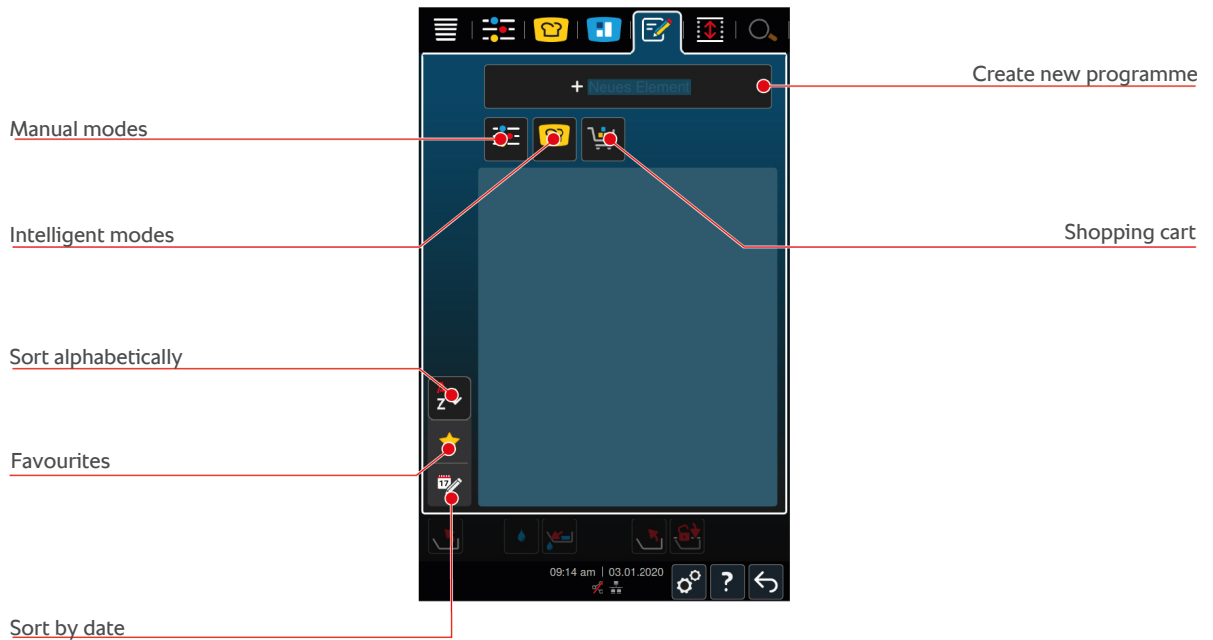 Create new programme
+ Neues Element
Manual modes
Intelligent modes
Shopping cart
Sort alphabetically
Z
Favourites
17
Sort by date
09:14 am | 03.01.2020
?